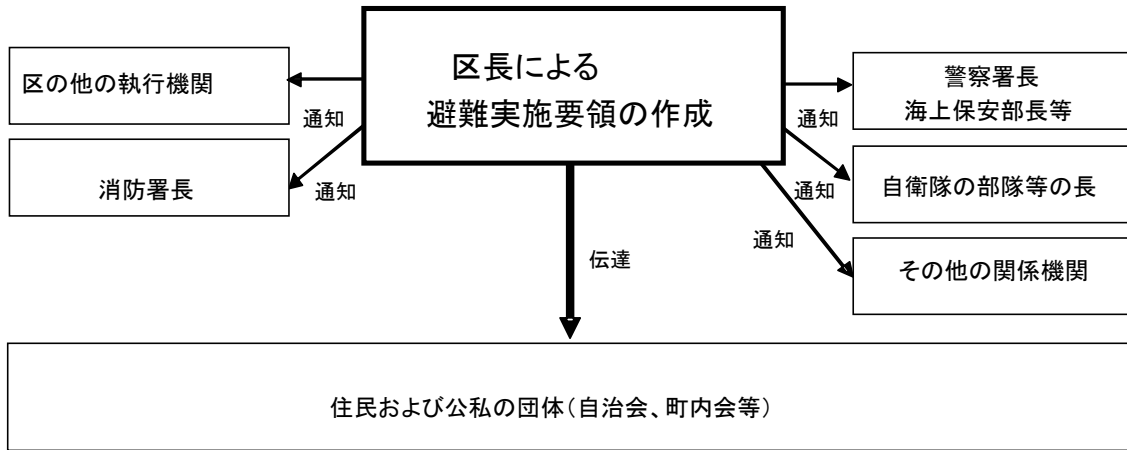 区長による
避難実施要領の作成
区の他の執行機関
通知
消防署長
通知
警察署長
海上保安部長等
通知
自衛隊の部隊等の長
通知
その他の関係機関
通知
伝達
住民および公私の団体(自治会、町内会等)